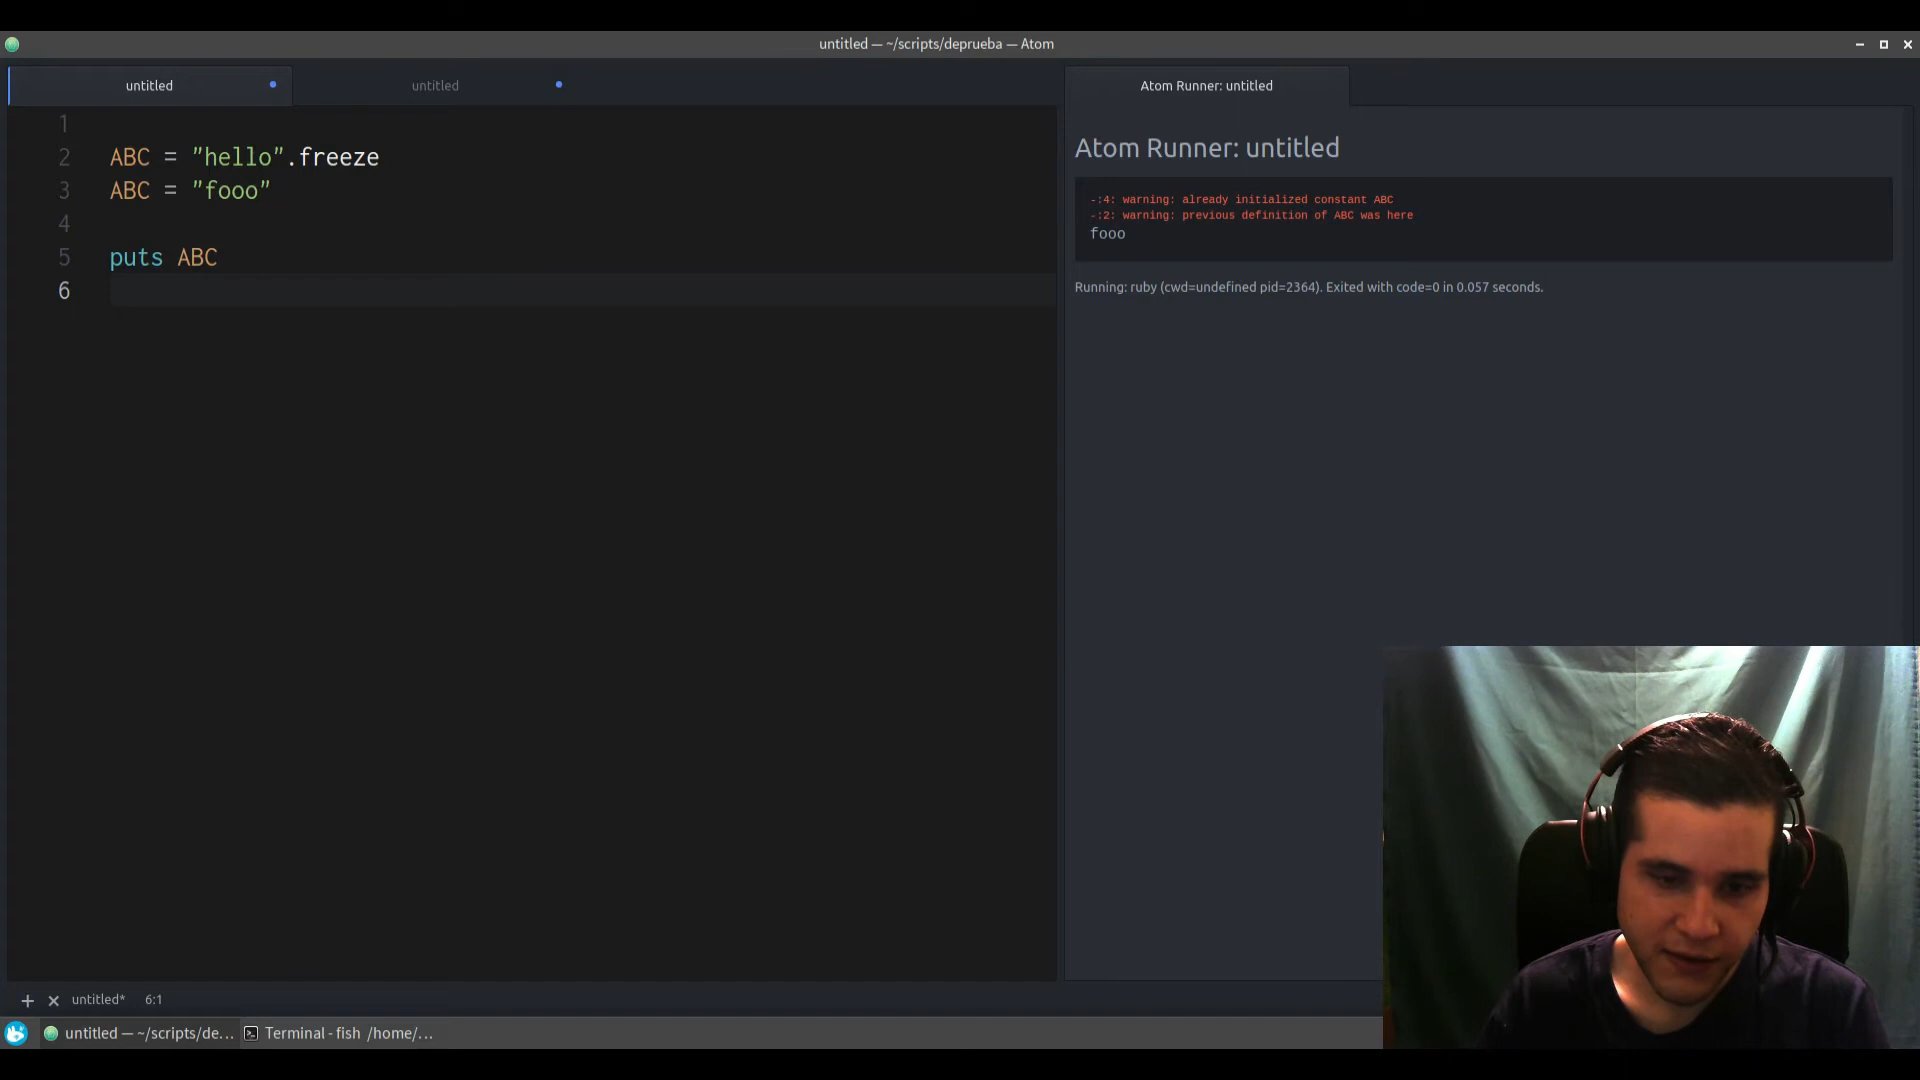 untitled — ~/scripts/deprueba — Atom
untitled
untitled
Atom Runner: untitled
1
2 ABC = "hello".freeze
3 ABC = "fooo"
4
5 puts ABC
6
Atom Runner: untitled
-:4: warning: already initialized constant ABC
-:2: warning: previous definition of ABC was here
fooo
Running: ruby (cwd=undefined pid=2364). Exited with code=0 in 0.057 seconds.
untitled* 6:1
untitled — ~/scripts/de... Terminal - fish /home/...